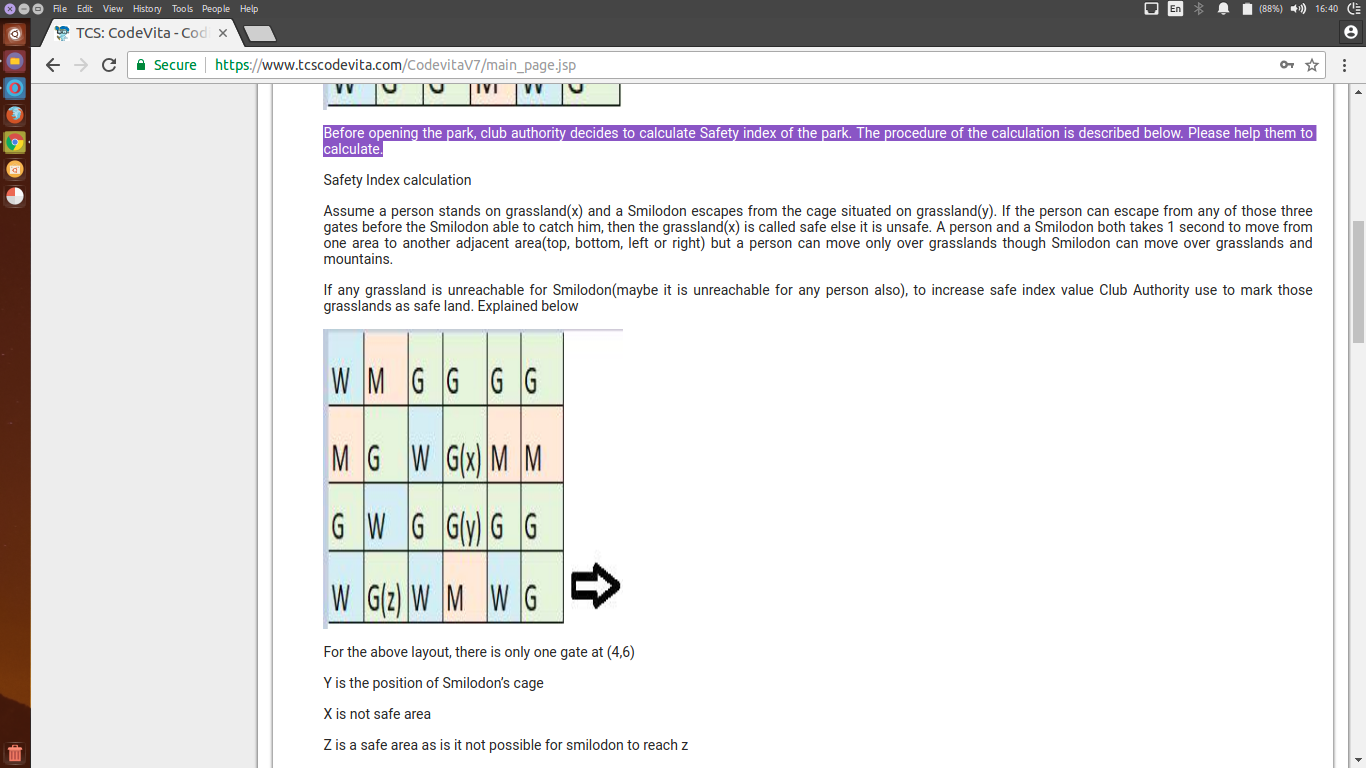 File Edit View History Tools People Help
En (88%) 16:40
TCS: CodeVita - Cod
Secure https://www.tcscodevita.com/CodevitaV7/main_page.jsp
W G G M W G
Before opening the park, club authority decides to calculate Safety index of the park. The procedure of the calculation is described below. Please help them to
calculate.
Safety Index calculation
Assume a person stands on grassland(x) and a Smilodon escapes from the cage situated on grassland(y). If the person can escape from any of those three
gates before the Smilodon able to catch him, then the grassland(x) is called safe else it is unsafe. A person and a Smilodon both takes 1 second to move from
one area to another adjacent area(top, bottom, left or right) but a person can move only over grasslands though Smilodon can move over grasslands and
mountains.
If any grassland is unreachable for Smilodon(maybe it is unreachable for any person also), to increase safe index value Club Authority use to mark those
grasslands as safe land. Explained below
W M G G G G
M G W G(x) M M
G W G G(y) G G
W G(z) W M W G
For the above layout, there is only one gate at (4,6)
Y is the position of Smilodon's cage
X is not safe area
Z is a safe area as is it not possible for smilodon to reach z